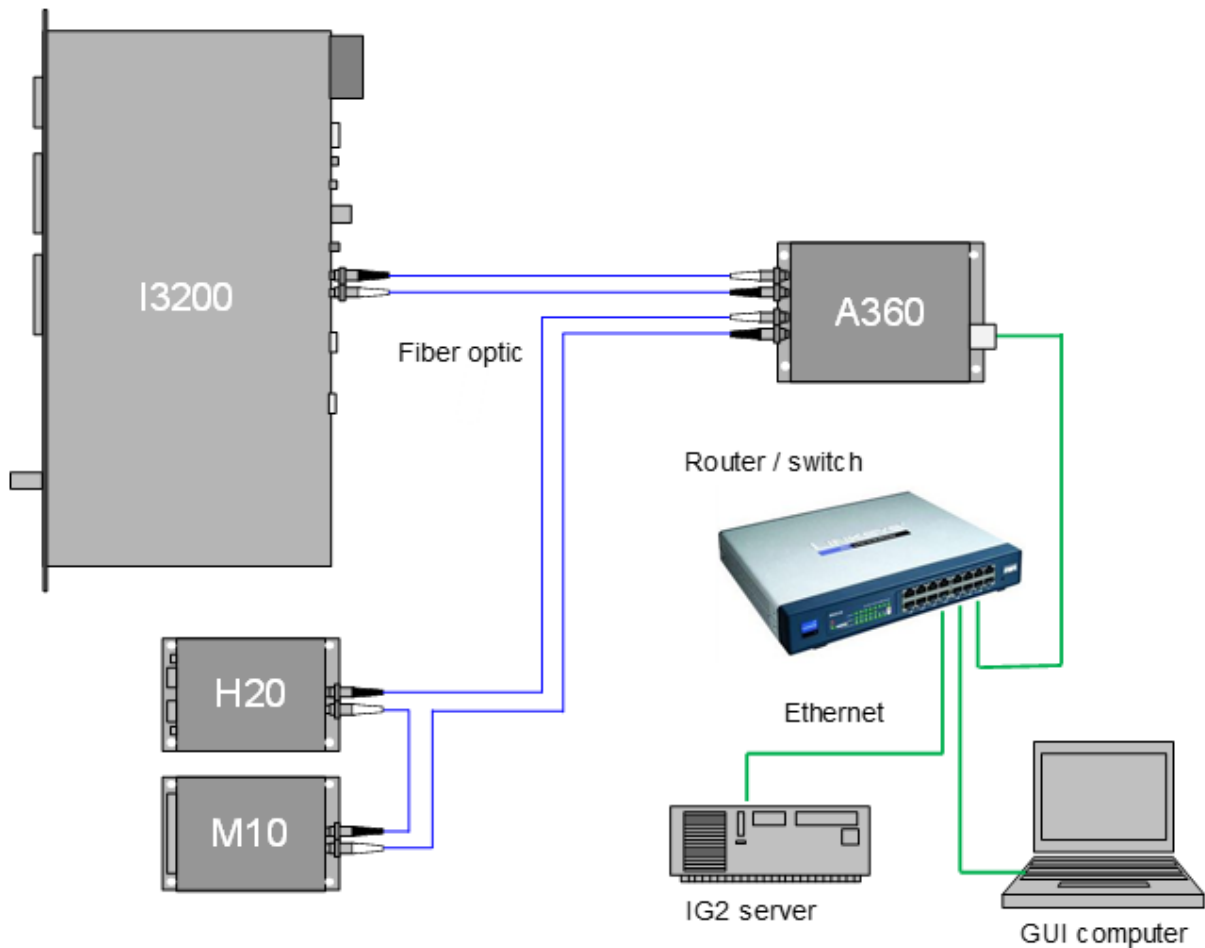 I3200
A360
Fiber optic
Router / switch
H20
Ethernet
M10
IG2 server
GUI computer